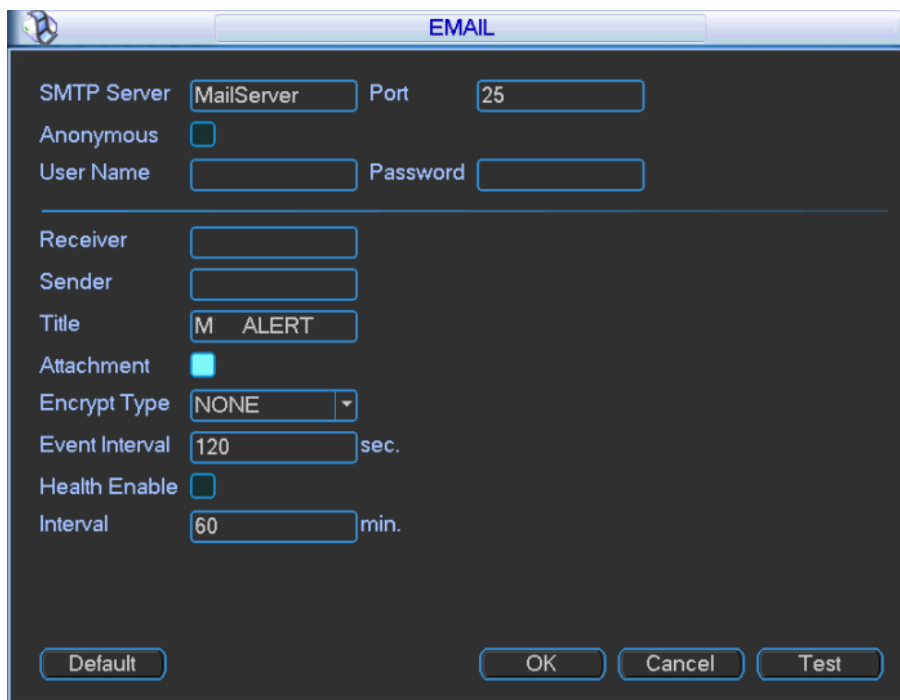 EMAIL
SMTP Server MailServer Port 25
Anonymous
User Name Password
Receiver
Sender
Title M ALERT
Attachment
Encrypt Type NONE
Event Interval 120 sec.
Health Enable
Interval 60 min.
Default OK Cancel Test